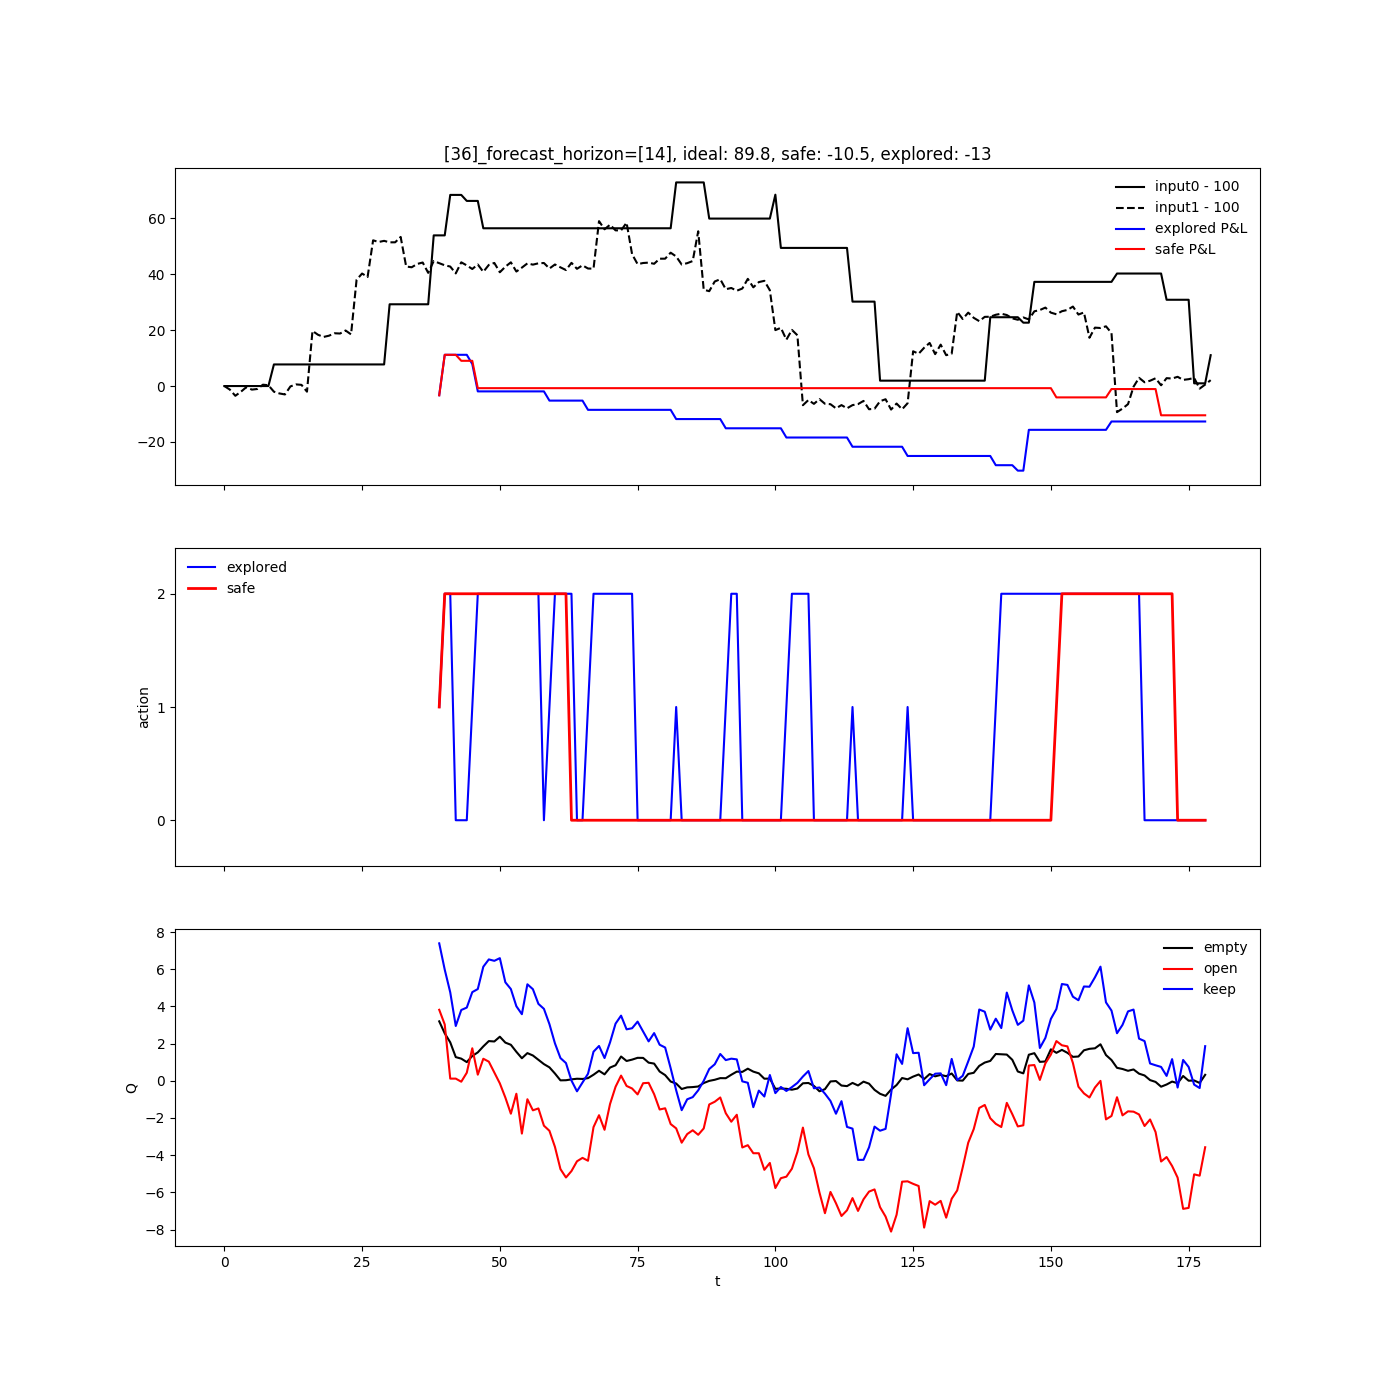 [36]_forecast_horizon=[14], ideal: 89.8, safe: -10.5, explored: -13
input0 - 100
input1 - 100
explored P&L
safe P&L
60
40
20
0
−20
explored
safe
2
1
0
action
empty
open
keep
8
6
4
2
0
−2
−4
−6
−8
Q
0 25 50 75 100 125 150 175
t